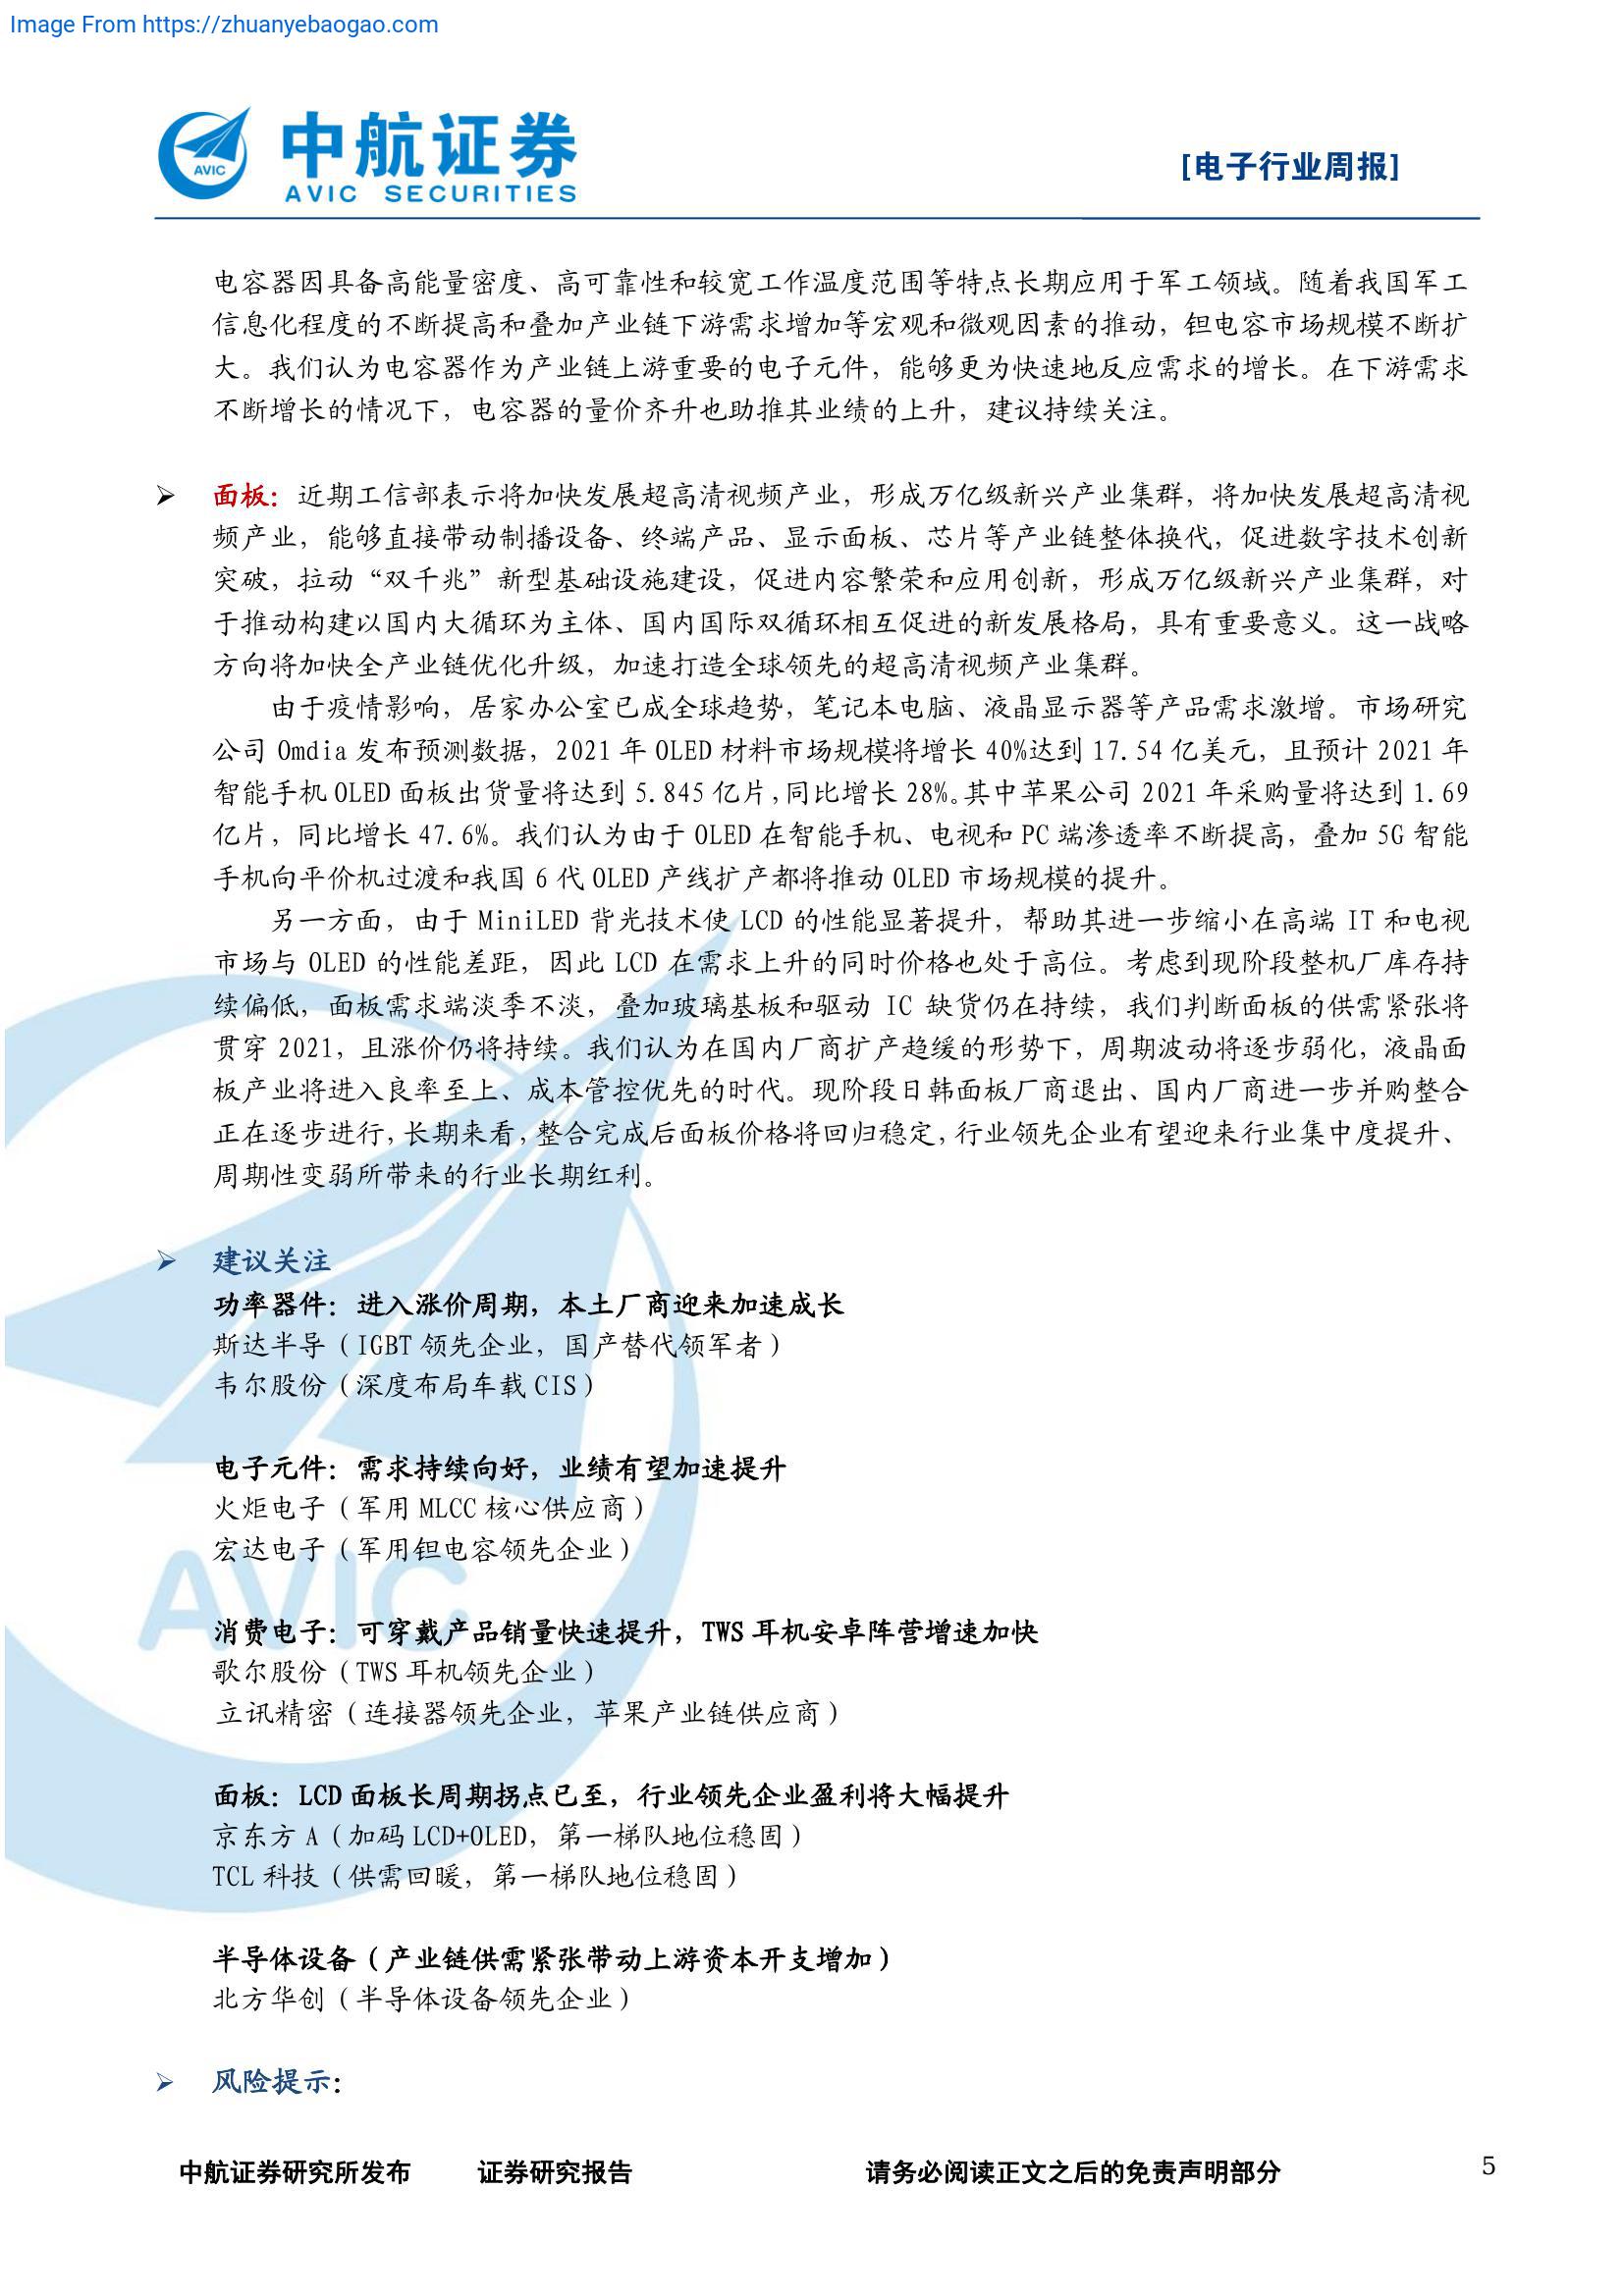 Image From https://zhuanyebaogao.com
中航证券
AVIC SECURITIES
AVIC
[电子行业周报]
电容器因具备高能量密度、高可靠性和较宽工作温度范围等特点长期应用于军工领域。随着我国军工
信息化程度的不断提高和叠加产业链下游需求增加等宏观和微观因素的推动，钽电容市场规模不断扩
大。我们认为电容器作为产业链上游重要的电子元件，能够更为快速地反应需求的增长。在下游需求
不断增长的情况下，电容器的量价齐升也助推其业绩的上升，建议持续关注。
➢ 面板：近期工信部表示将加快发展超高清视频产业，形成万亿级新兴产业集群，将加快发展超高清视
频产业，能够直接带动制播设备、终端产品、显示面板、芯片等产业链整体换代，促进数字技术创新
突破，拉动“双千兆”新型基础设施建设，促进内容繁荣和应用创新，形成万亿级新兴产业集群，对
于推动构建以国内大循环为主体、国内国际双循环相互促进的新发展格局，具有重要意义。这一战略
方向将加快全产业链优化升级，加速打造全球领先的超高清视频产业集群。
由于疫情影响，居家办公室已成全球趋势，笔记本电脑、液晶显示器等产品需求激增。市场研究
公司 Omdia 发布预测数据，2021 年 OLED 材料市场规模将增长 40%达到 17.54 亿美元，且预计 2021 年
智能手机 OLED 面板出货量将达到 5.845 亿片，同比增长 28%。其中苹果公司 2021 年采购量将达到 1.69
亿片，同比增长 47.6%。我们认为由于 OLED 在智能手机、电视和 PC 端渗透率不断提高，叠加 5G 智能
手机向平价机过渡和我国 6 代 OLED 产线扩产都将推动 OLED 市场规模的提升。
另一方面，由于 MiniLED 背光技术使 LCD 的性能显著提升，帮助其进一步缩小在高端 IT 和电视
市场与 OLED 的性能差距，因此 LCD 在需求上升的同时价格也处于高位。考虑到现阶段整机厂库存持
续偏低，面板需求端淡季不淡，叠加玻璃基板和驱动 IC 缺货仍在持续，我们判断面板的供需紧张将
贯穿 2021，且涨价仍将持续。我们认为在国内厂商扩产趋缓的形势下，周期波动将逐步弱化，液晶面
板产业将进入良率至上、成本管控优先的时代。现阶段日韩面板厂商退出、国内厂商进一步并购整合
正在逐步进行，长期来看，整合完成后面板价格将回归稳定，行业领先企业有望迎来行业集中度提升、
周期性变弱所带来的行业长期红利。
➢ 建议关注
功率器件：进入涨价周期，本土厂商迎来加速成长
斯达半导（IGBT 领先企业，国产替代领军者）
韦尔股份（深度布局车载 CIS）
电子元件：需求持续向好，业绩有望加速提升
火炬电子（军用 MLCC 核心供应商）
宏达电子（军用钽电容领先企业）
AVIC
消费电子：可穿戴产品销量快速提升，TWS 耳机安卓阵营增速加快
歌尔股份（TWS 耳机领先企业）
立讯精密（连接器领先企业，苹果产业链供应商）
面板：LCD 面板长周期拐点已至，行业领先企业盈利将大幅提升
京东方 A（加码 LCD+OLED，第一梯队地位稳固）
TCL 科技（供需回暖，第一梯队地位稳固）
半导体设备（产业链供需紧张带动上游资本开支增加）
北方华创（半导体设备领先企业）
➢ 风险提示：
中航证券研究所发布 证券研究报告 请务必阅读正文之后的免责声明部分 5